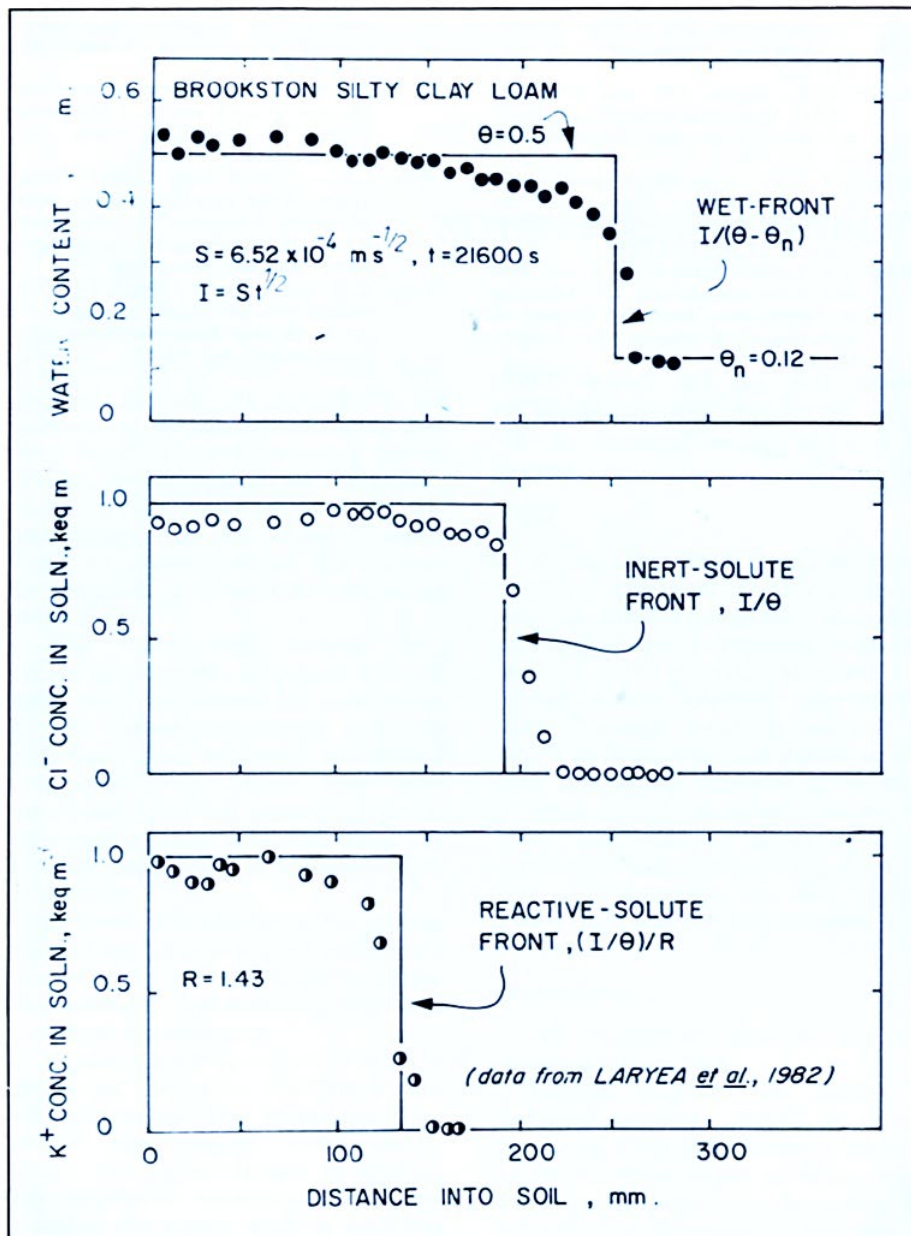 0.6
BROOKSTON SILTY CLAY LOAM
θ=0.5
0.4
WET-FRONT
I/(θ-θn)
S = 6.52 x 10^-4 m s^-1/2, t = 21600 s
I = S t^1/2
0.2
θn = 0.12
0
WATER CONTENT m.
1.0
INERT-SOLUTE
FRONT , I/θ
0.5
0
Cl^- CONC. IN SOLN., keq m
1.0
REACTIVE-SOLUTE
FRONT ,(I/θ)/R
R = 1.43
0.5
(data from LARYEA et al., 1982)
0
K^+ CONC. IN SOLN., keq m
0 100 200 300
DISTANCE INTO SOIL , mm.